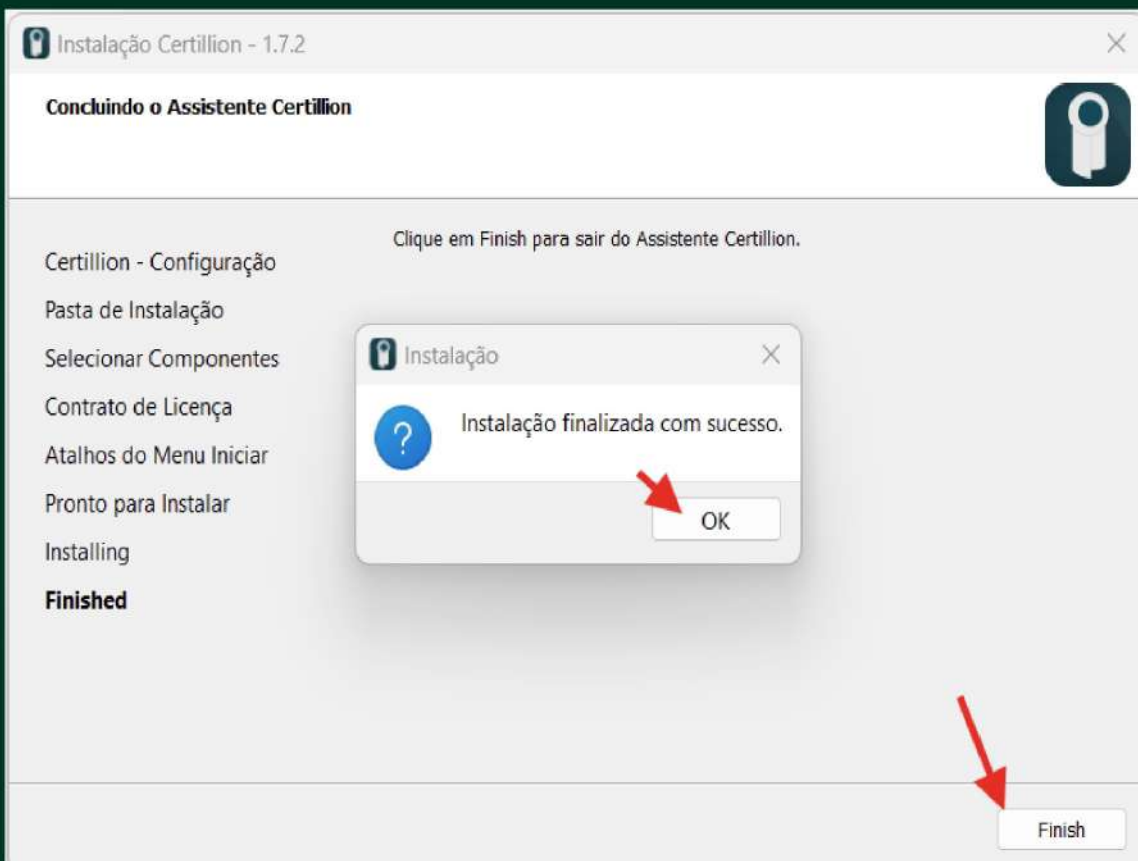 Instalação Certillion - 1.7.2
Concluindo o Assistente Certillion
Clique em Finish para sair do Assistente Certillion.
Certillion - Configuração
Pasta de Instalação
Selecionar Componentes
Contrato de Licença
Atalhos do Menu Iniciar
Pronto para Instalar
Installing
Finished
Instalação
Instalação finalizada com sucesso.
OK
Finish